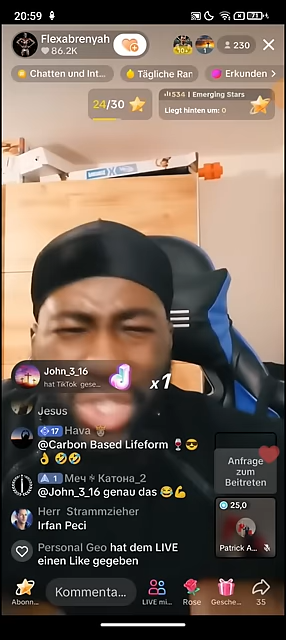 20:59
71
Flexabrenyah
86.2K
230
Chatten und Int...
Tägliche Ran
Erkunden >
24/30
534 | Emerging Stars
Liegt hinten um: 0
John_3_16
hat TikTok gese...
x1
Jesus
17 Hava
@Carbon Based Lifeform 🍷😎
👌🤣🤣
1 Меч ⚜ Катона_2
@John_3_16 genau das 😂💪
Herr Strammzieher
Irfan Peci
Personal Geo hat dem LIVE
einen Like gegeben
Anfrage
zum
Beitreten
25,0
Patrick A...
Abonn...
Kommenta...
LIVE mi...
Rose
Gesche...
35